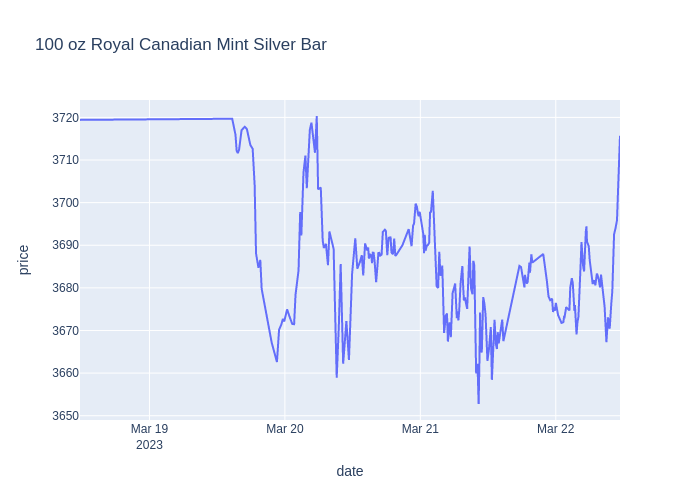 100 oz Royal Canadian Mint Silver Bar
3720
3710
3700
3690
3680
3670
3660
3650
price
Mar 19
2023
Mar 20
Mar 21
Mar 22
date